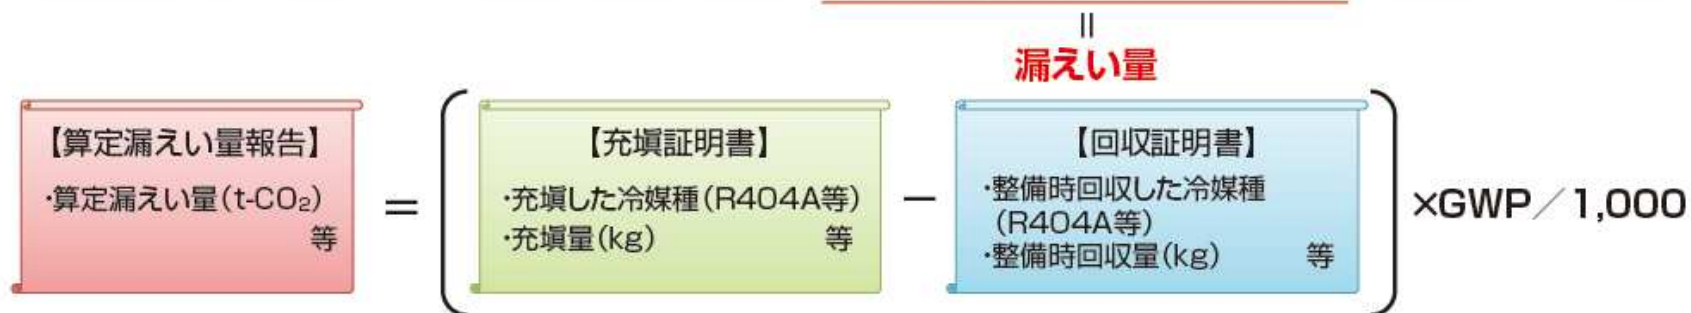 ॥
漏えい量
【算定漏えい量報告】
・算定漏えい量(t-CO₂)
等
＝
【充塡証明書】
・充塡した冷媒種(R404A等)
・充塡量(kg) 等
－
【回収証明書】
・整備時回収した冷媒種
(R404A等)
・整備時回収量(kg) 等
×GWP／1,000